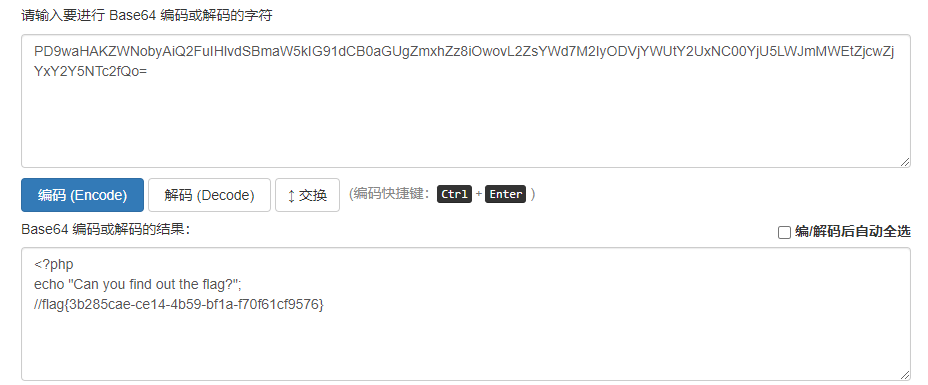 请输入要进行 Base64 编码或解码的字符
PD9waHAKZWNobyAiQ2FuIHlvdSBmaW5kIG91dCB0aGUgZmxhZz8iOwovL2ZsYWd7M2IyODVjYWUtY2UxNC00YjU5LWJmMWEtZjcwZj
YxY2Y5NTc2fQo=
编码 (Encode) 解码 (Decode) ↕ 交换 (编码快捷键： Ctrl + Enter )
Base64 编码或解码的结果： 编/解码后自动全选
<?php
echo "Can you find out the flag?";
//flag{3b285cae-ce14-4b59-bf1a-f70f61cf9576}